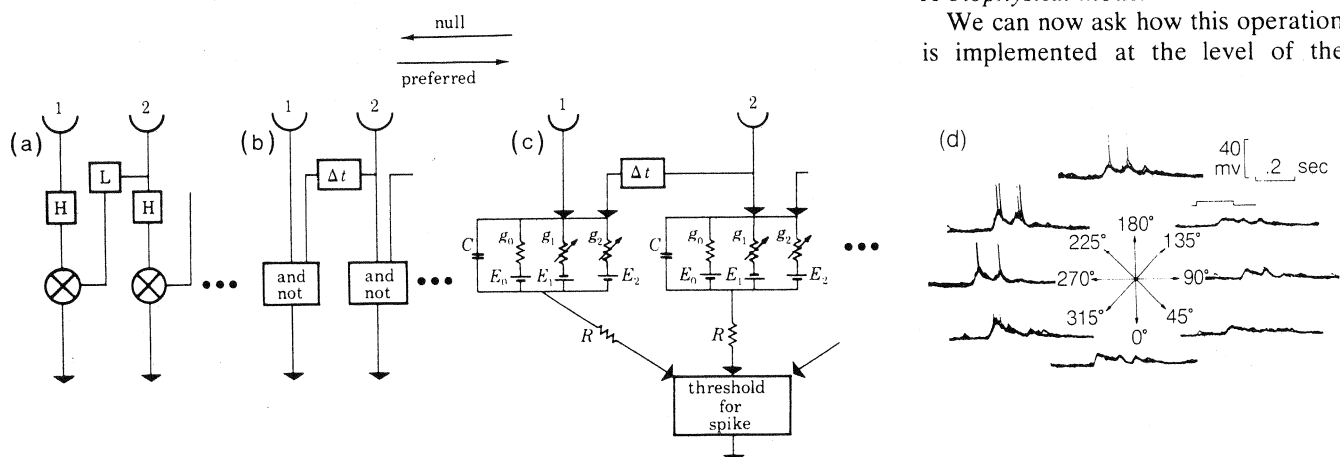 A biophysical model
We can now ask how this operation
is implemented at the level of the
null
preferred
(a)
1
2
L
H
H
(b)
1
2
Δt
and
not
and
not
(c)
1
2
Δt
C
g₀
g₁
g₂
E₀
E₁
E₂
R
C
g₀
g₁
g₂
E₀
E₁
E₂
R
threshold
for
spike
(d)
40
mv
.2 sec
180°
225°
135°
270°
90°
315°
45°
0°